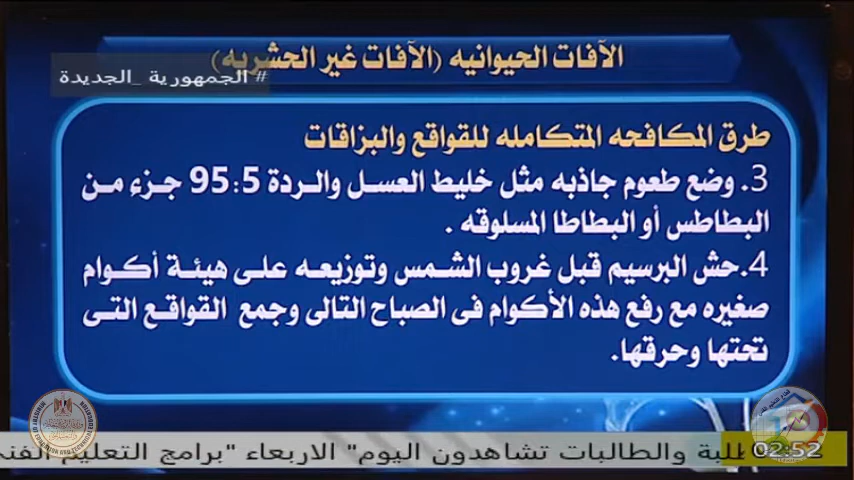 الآفات الحيوانيه (الآفات غير الحشريه)
# الجمهورية _الجديدة
طرق المكافحه المتكامله للقواقع والبزاقات
3. وضع طعوم جاذبه مثل خليط العسل والردة 95:5 جزء من
البطاطس أو البطاطا المسلوقه .
4.حش البرسيم قبل غروب الشمس وتوزيعه على هيئة أكوام
صغيره مع رفع هذه الأكوام فى الصباح التالى وجمع القواقع التى
تحتها وحرقها.
طلبة والطالبات تشاهدون اليوم" الاربعاء "برامج التعليم الفن
02:52